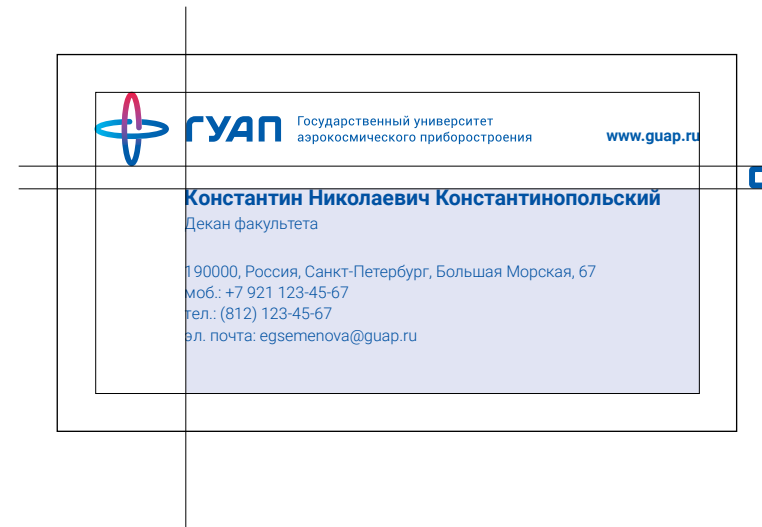 ГУАП
Государственный университет
аэрокосмического приборостроения
www.guap.ru
Константин Николаевич Константинопольский
Декан факультета
190000, Россия, Санкт-Петербург, Большая Морская, 67
моб.: +7 921 123-45-67
тел.: (812) 123-45-67
эл. почта: egsemenova@guap.ru